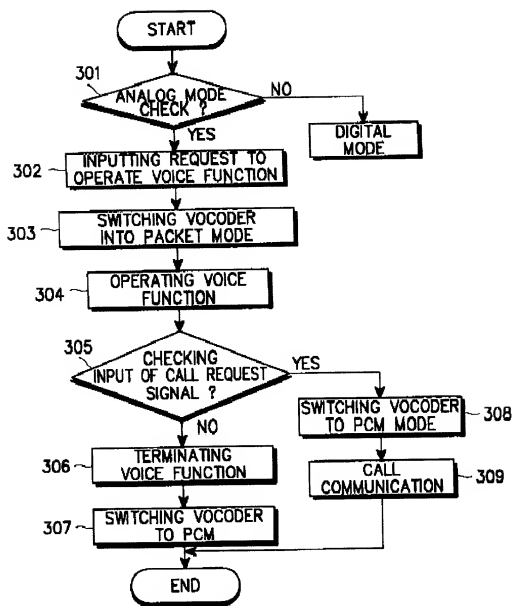 START
301
ANALOG MODE
CHECK ?
NO
YES
DIGITAL
MODE
302
INPUTTING REQUEST TO
OPERATE VOICE FUNCTION
303
SWITCHING VOCODER
INTO PACKET MODE
304
OPERATING VOICE
FUNCTION
305
CHECKING
INPUT OF CALL REQUEST
SIGNAL ?
YES
NO
SWITCHING VOCODER
TO PCM MODE
308
306
TERMINATING
VOICE FUNCTION
CALL
COMMUNICATION
309
307
SWITCHING VOCODER
TO PCM
END